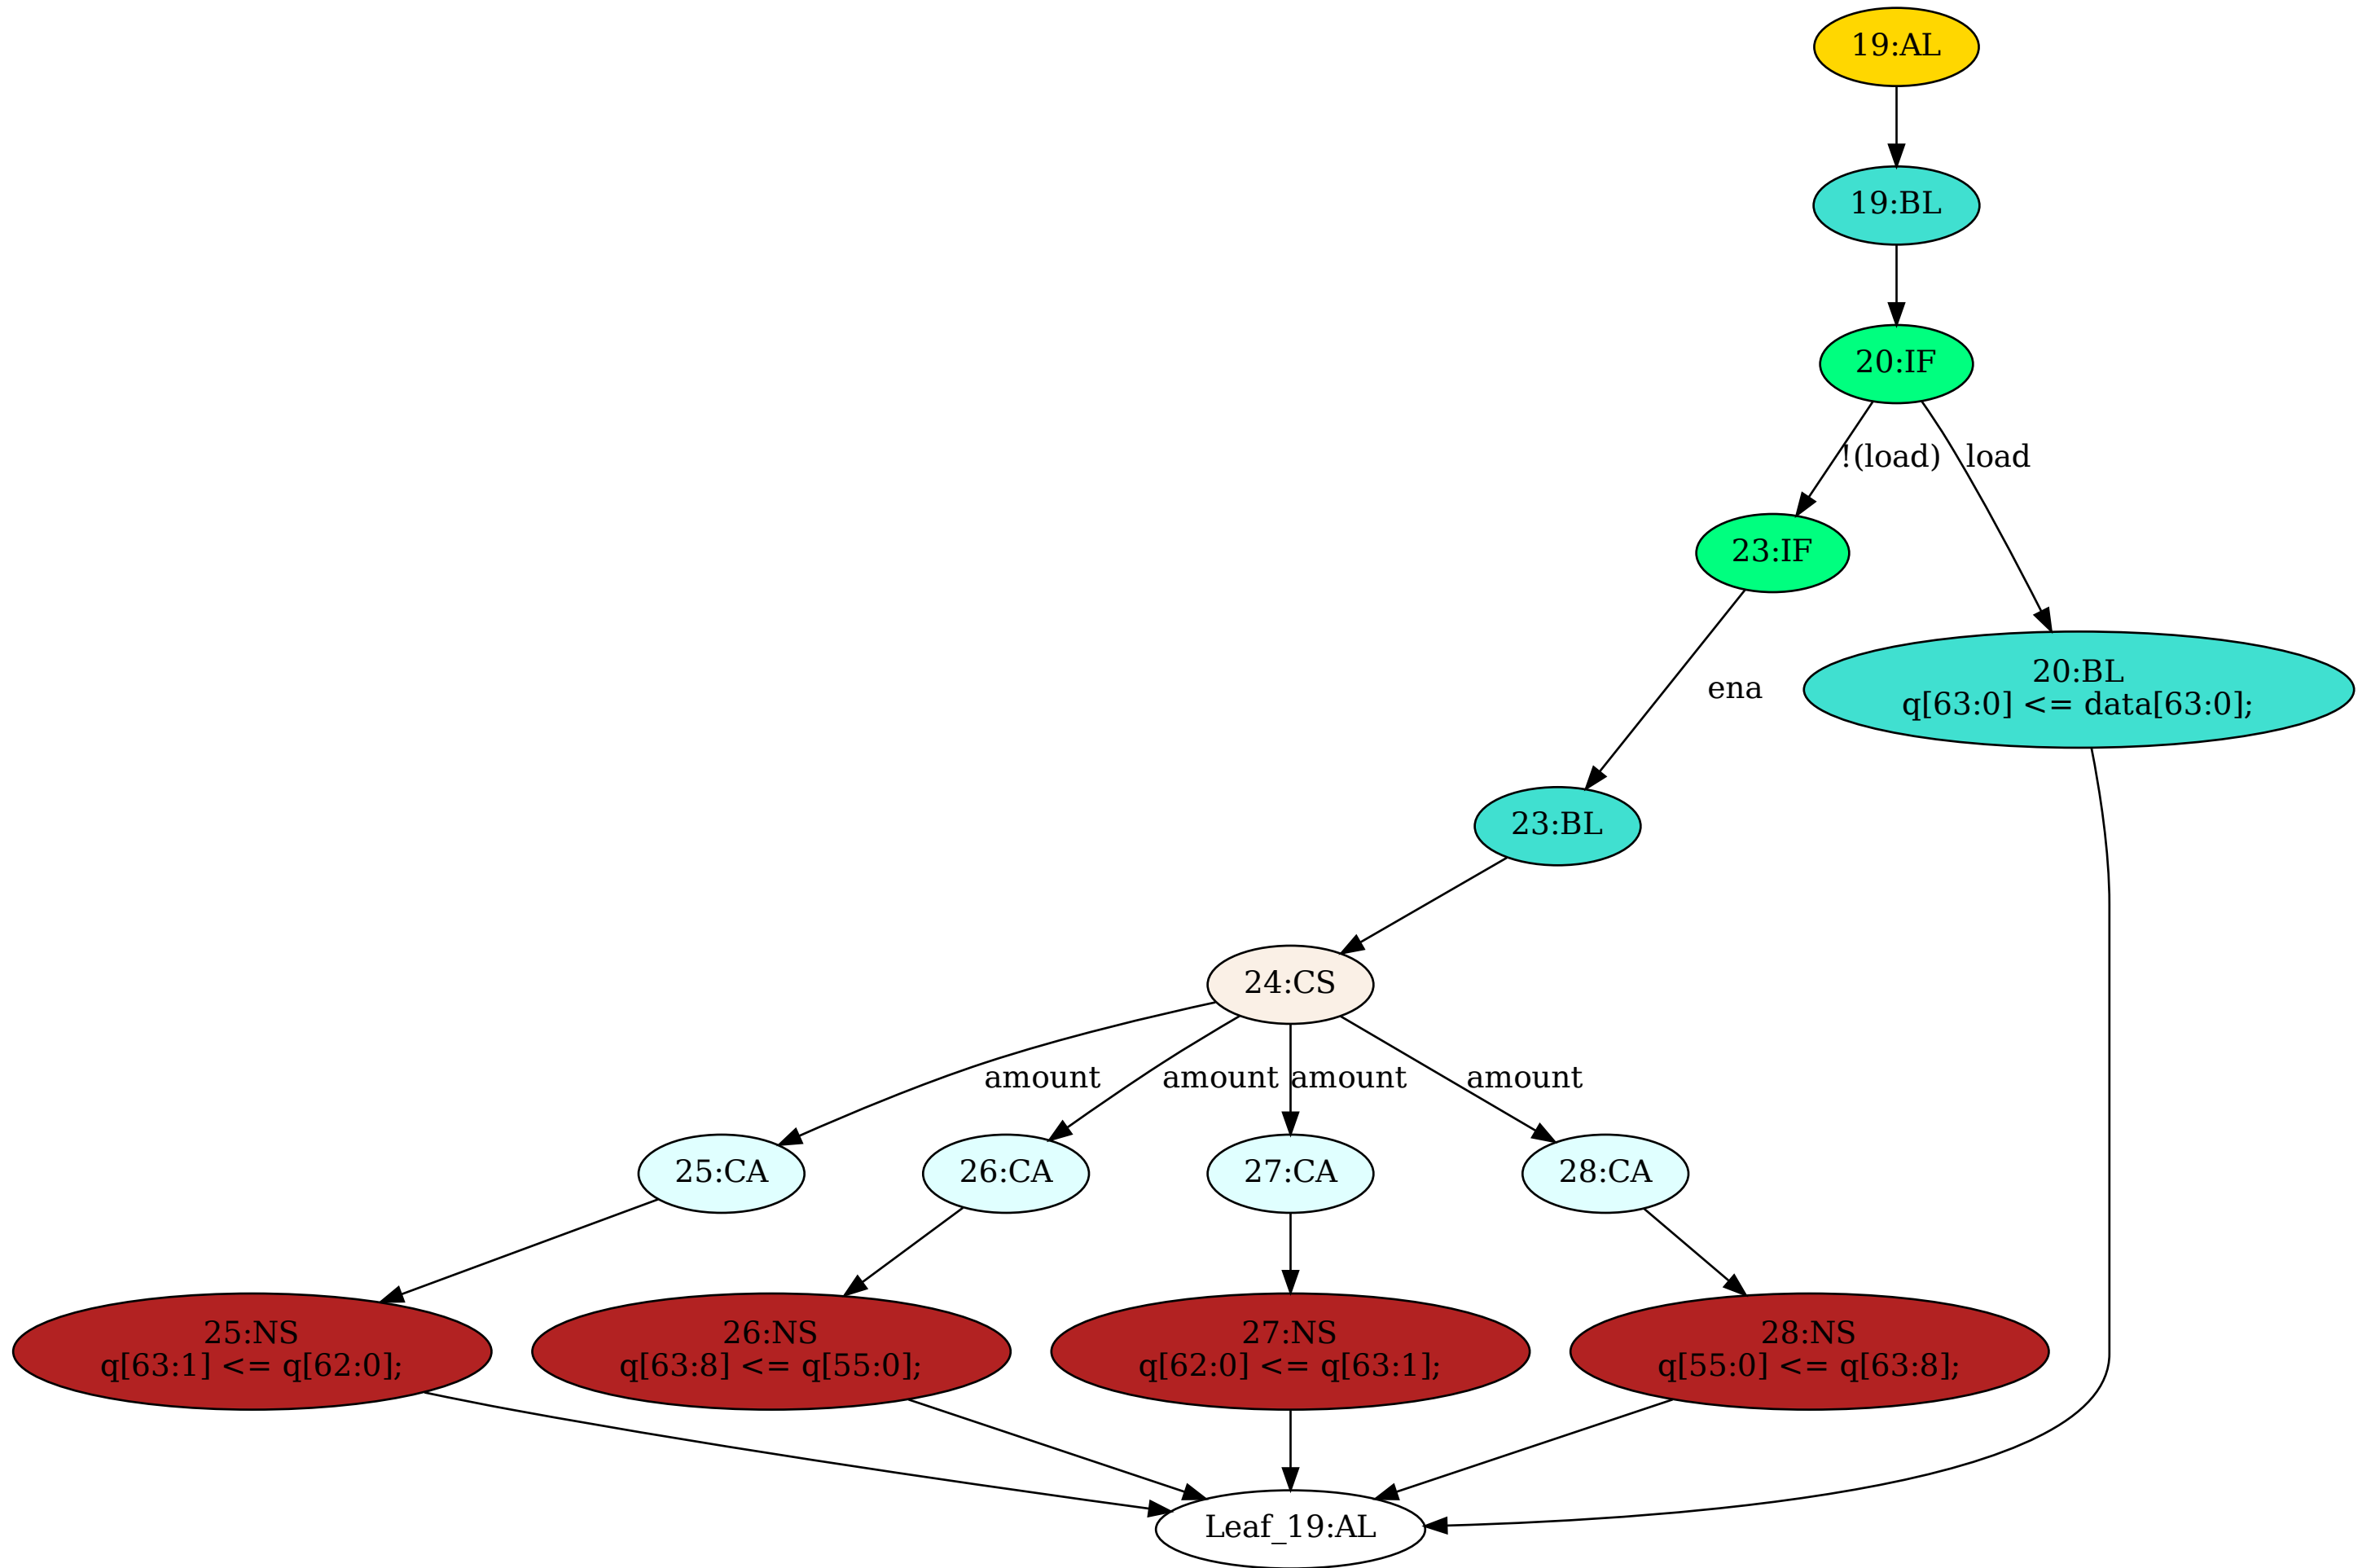 19:AL
19:BL
20:IF
!(load)
load
23:IF
ena
20:BL
q[63:0] <= data[63:0];
23:BL
24:CS
amount
amount
amount
amount
25:CA
26:CA
27:CA
28:CA
25:NS
q[63:1] <= q[62:0];
26:NS
q[63:8] <= q[55:0];
27:NS
q[62:0] <= q[63:1];
28:NS
q[55:0] <= q[63:8];
Leaf_19:AL